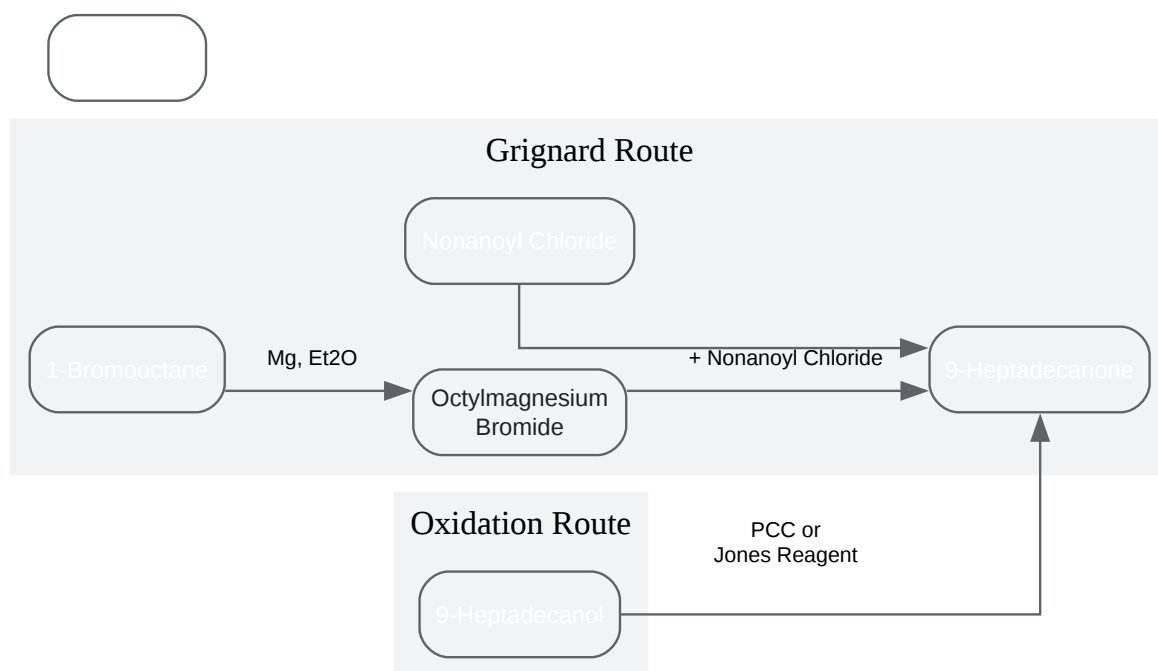 Grignard Route
Nonanoyl Chloride
1-Bromooctane
Mg, Et2O
+ Nonanoyl Chloride
9-Heptadecanone
Octylmagnesium
Bromide
Oxidation Route
PCC or
Jones Reagent
9-Heptadecanol